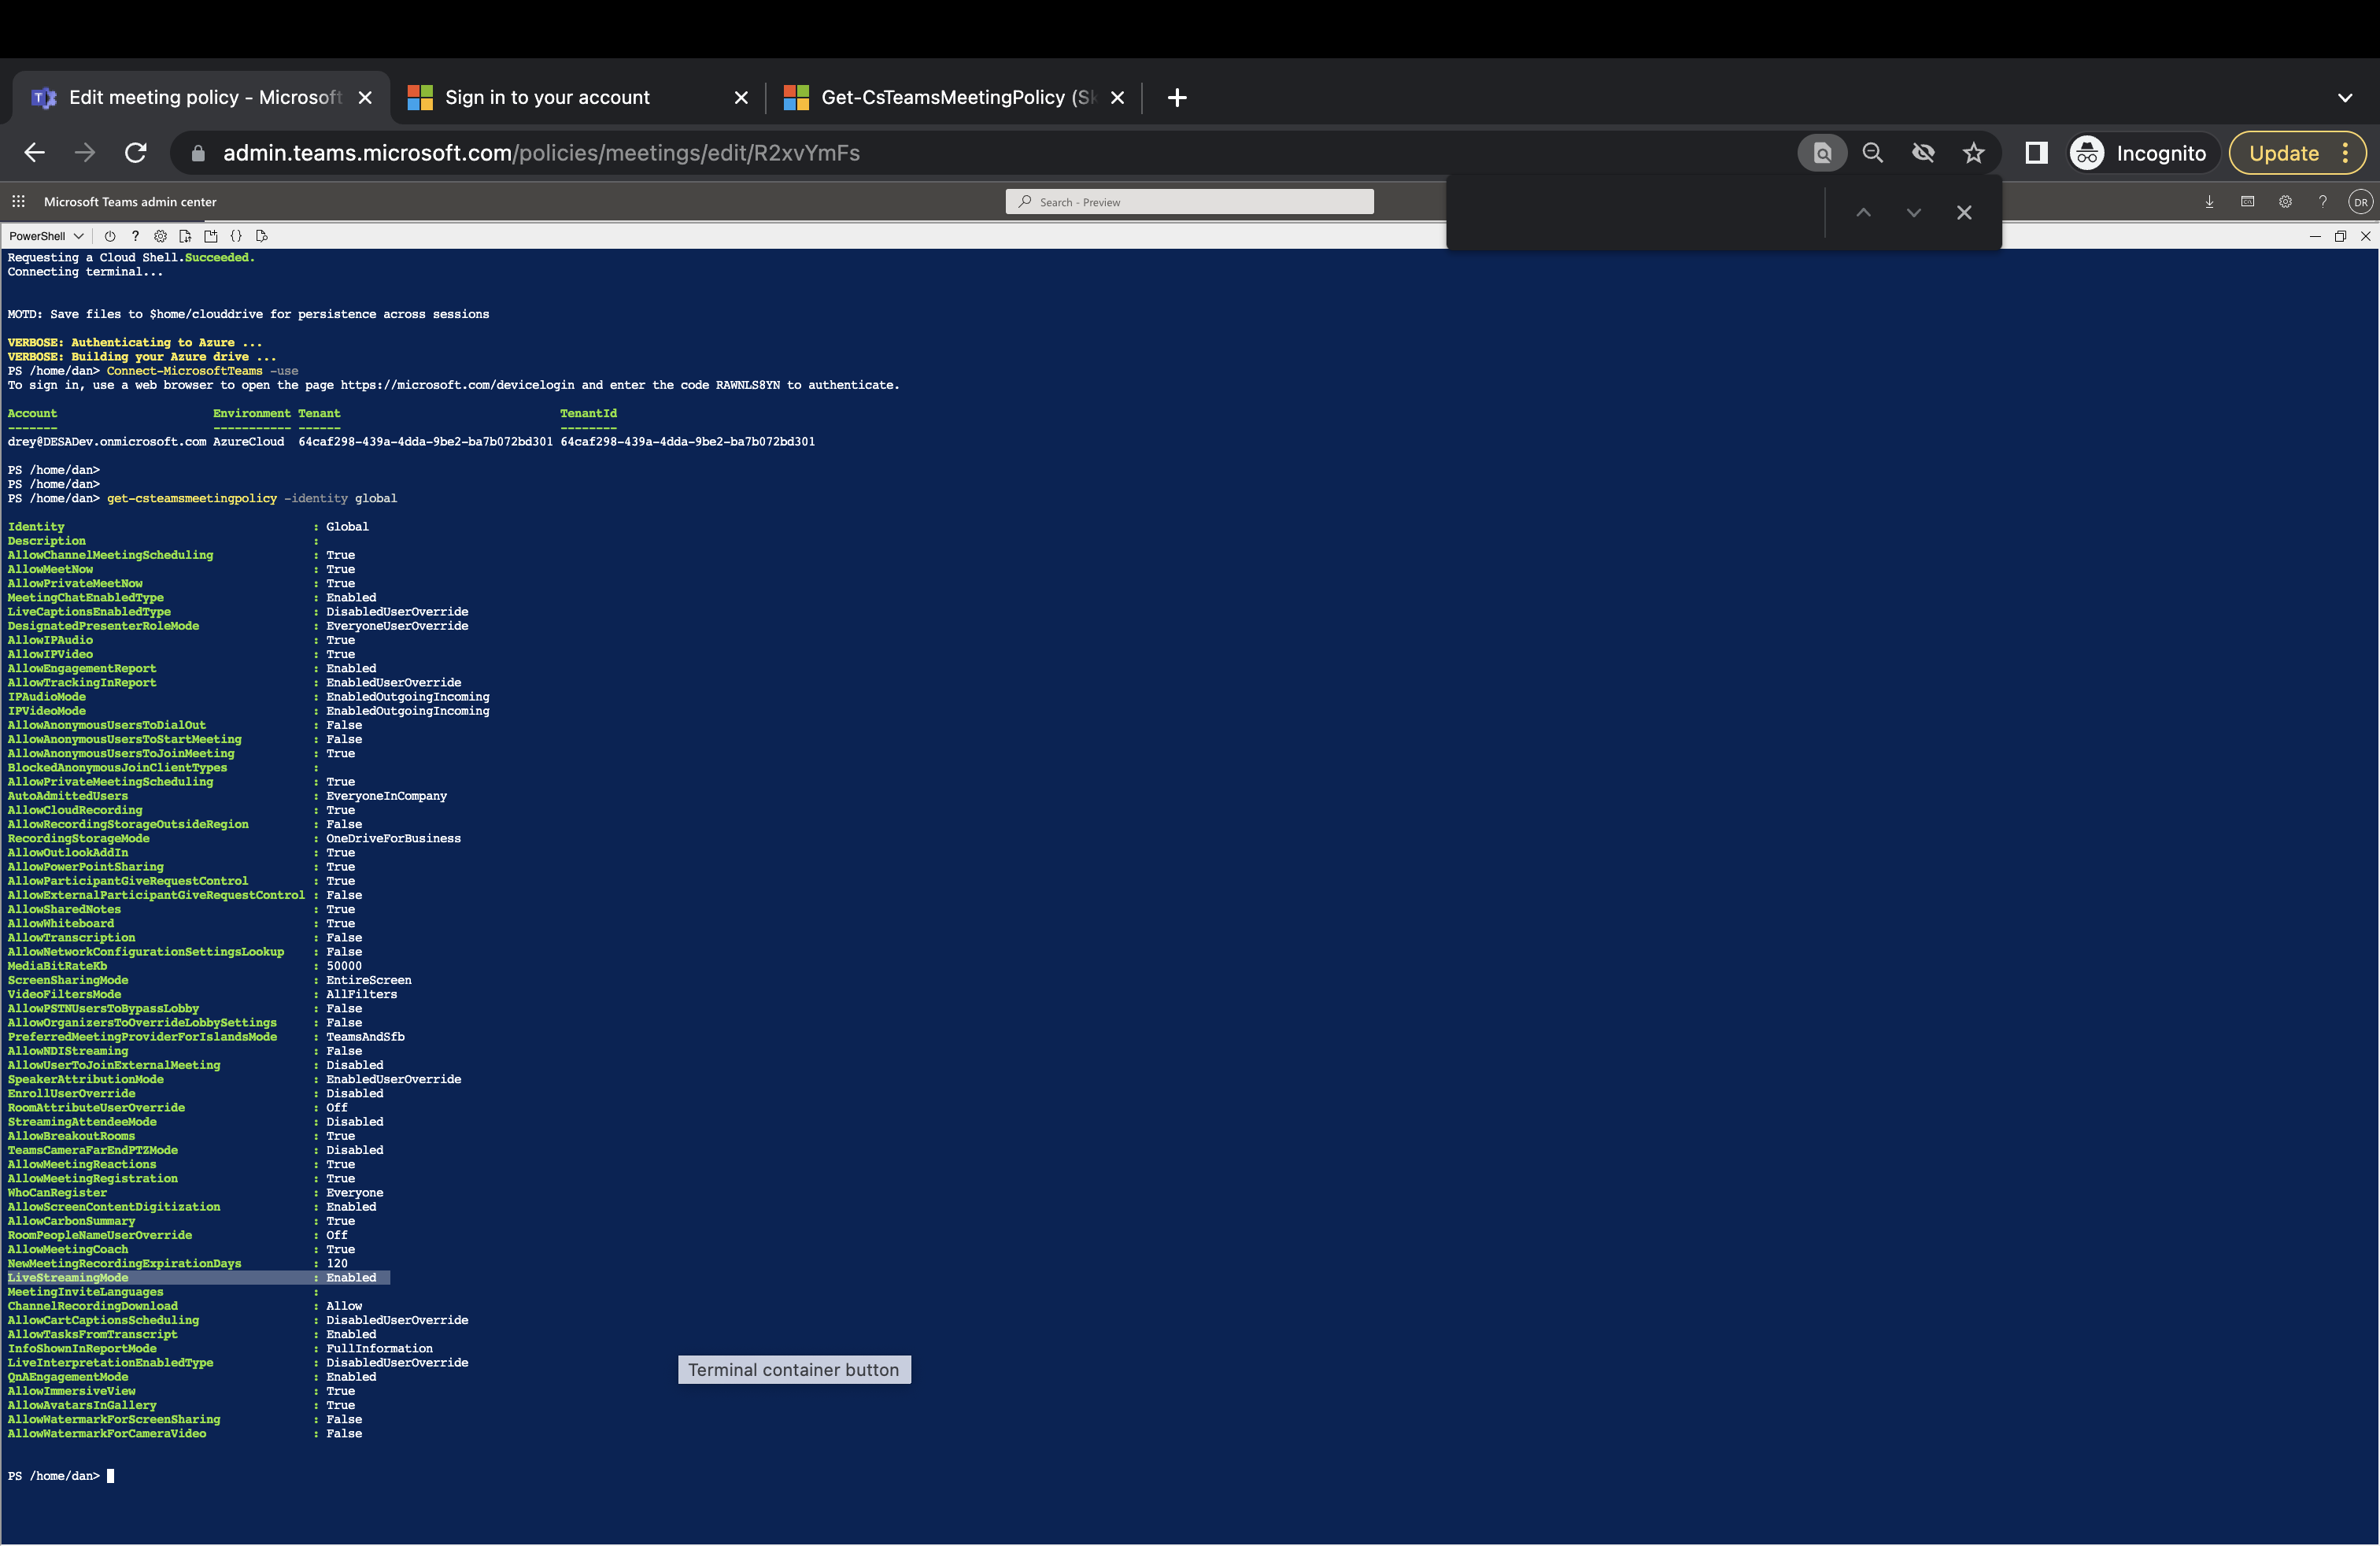 Edit meeting policy - Microsoft
Sign in to your account
Get-CsTeamsMeetingPolicy (Sk
admin.teams.microsoft.com/policies/meetings/edit/R2xvYmFs
Incognito
Update
Microsoft Teams admin center
Search - Preview
DR
PowerShell
Requesting a Cloud Shell.Succeeded.
Connecting terminal...
MOTD: Save files to $home/clouddrive for persistence across sessions
VERBOSE: Authenticating to Azure ...
VERBOSE: Building your Azure drive ...
PS /home/dan> Connect-MicrosoftTeams -use
To sign in, use a web browser to open the page https://microsoft.com/devicelogin and enter the code RAWNLS8YN to authenticate.
Account Environment Tenant TenantId
------- ----------- ------ --------
drey@DESADev.onmicrosoft.com AzureCloud 64caf298-439a-4dda-9be2-ba7b072bd301 64caf298-439a-4dda-9be2-ba7b072bd301
PS /home/dan>
PS /home/dan>
PS /home/dan> get-csteamsmeetingpolicy -identity global
Identity : Global
Description :
AllowChannelMeetingScheduling : True
AllowMeetNow : True
AllowPrivateMeetNow : True
MeetingChatEnabledType : Enabled
LiveCaptionsEnabledType : DisabledUserOverride
DesignatedPresenterRoleMode : EveryoneUserOverride
AllowIPAudio : True
AllowIPVideo : True
AllowEngagementReport : Enabled
AllowTrackingInReport : EnabledUserOverride
IPAudioMode : EnabledOutgoingIncoming
IPVideoMode : EnabledOutgoingIncoming
AllowAnonymousUsersToDialOut : False
AllowAnonymousUsersToStartMeeting : False
AllowAnonymousUsersToJoinMeeting : True
BlockedAnonymousJoinClientTypes :
AllowPrivateMeetingScheduling : True
AutoAdmittedUsers : EveryoneInCompany
AllowCloudRecording : True
AllowRecordingStorageOutsideRegion : False
RecordingStorageMode : OneDriveForBusiness
AllowOutlookAddIn : True
AllowPowerPointSharing : True
AllowParticipantGiveRequestControl : True
AllowExternalParticipantGiveRequestControl : False
AllowSharedNotes : True
AllowWhiteboard : True
AllowTranscription : False
AllowNetworkConfigurationSettingsLookup : False
MediaBitRateKb : 50000
ScreenSharingMode : EntireScreen
VideoFiltersMode : AllFilters
AllowPSTNUsersToBypassLobby : False
AllowOrganizersToOverrideLobbySettings : False
PreferredMeetingProviderForIslandsMode : TeamsAndSfb
AllowNDIStreaming : False
AllowUserToJoinExternalMeeting : Disabled
SpeakerAttributionMode : EnabledUserOverride
EnrollUserOverride : Disabled
RoomAttributeUserOverride : Off
StreamingAttendeeMode : Disabled
AllowBreakoutRooms : True
TeamsCameraFarEndPTZMode : Disabled
AllowMeetingReactions : True
AllowMeetingRegistration : True
WhoCanRegister : Everyone
AllowScreenContentDigitization : Enabled
AllowCarbonSummary : True
RoomPeopleNameUserOverride : Off
AllowMeetingCoach : True
NewMeetingRecordingExpirationDays : 120
LiveStreamingMode : Enabled
MeetingInviteLanguages :
ChannelRecordingDownload : Allow
AllowCartCaptionsScheduling : DisabledUserOverride
AllowTasksFromTranscript : Enabled
InfoShownInReportMode : FullInformation
LiveInterpretationEnabledType : DisabledUserOverride
QnAEngagementMode : Enabled
AllowImmersiveView : True
AllowAvatarsInGallery : True
AllowWatermarkForScreenSharing : False
AllowWatermarkForCameraVideo : False
Terminal container button
PS /home/dan>